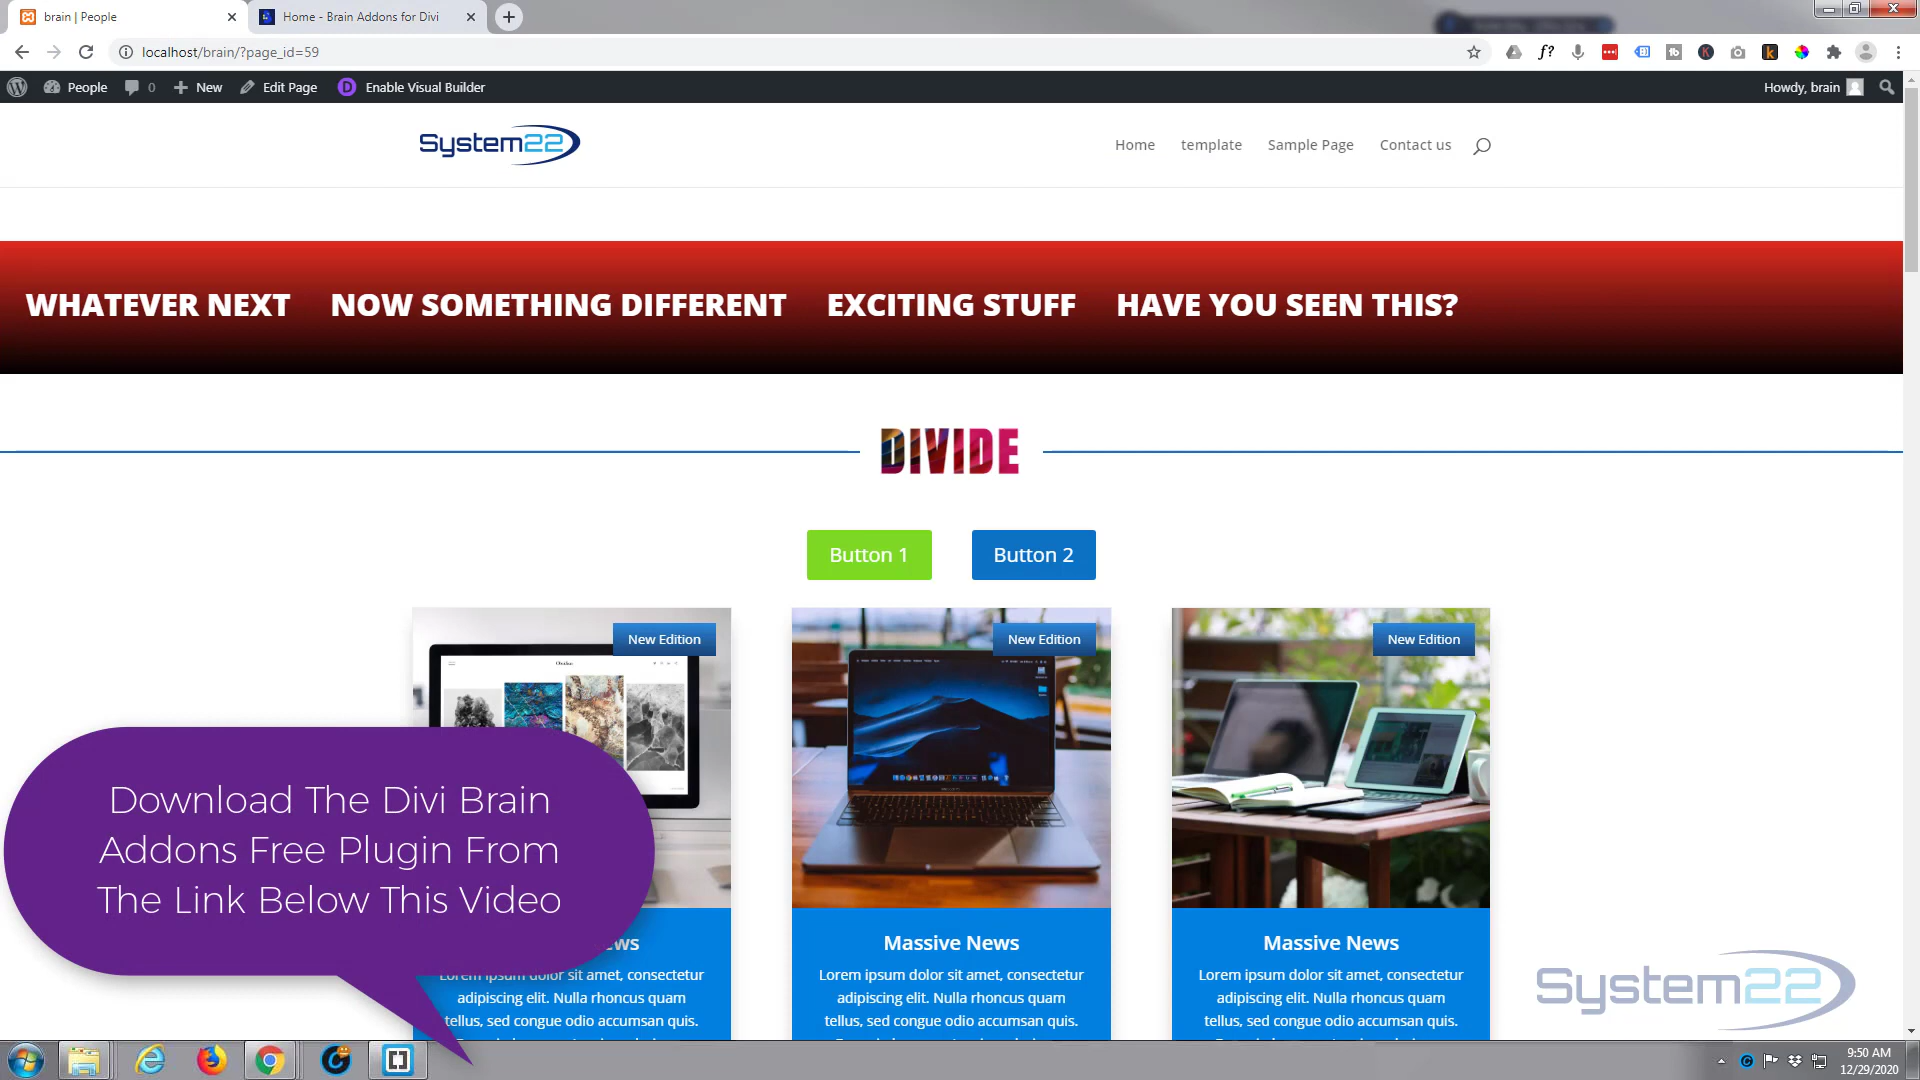 brain | People
Home - Brain Addons for Divi
localhost/brain/?page_id=59
People 0 New Edit Page Enable Visual Builder Howdy, brain
System22
Home template Sample Page Contact us
WHATEVER NEXT NOW SOMETHING DIFFERENT EXCITING STUFF HAVE YOU SEEN THIS?
DIVIDE
Button 1 Button 2
New Edition New Edition New Edition
Download The Divi Brain
Addons Free Plugin From
The Link Below This Video
ews Massive News Massive News
Lorem ipsum dolor sit amet, consectetur
adipiscing elit. Nulla rhoncus quam
tellus, sed congue odio accumsan quis.
Lorem ipsum dolor sit amet, consectetur
adipiscing elit. Nulla rhoncus quam
tellus, sed congue odio accumsan quis.
Lorem ipsum dolor sit amet, consectetur
adipiscing elit. Nulla rhoncus quam
tellus, sed congue odio accumsan quis.
System22
9:50 AM
12/29/2020